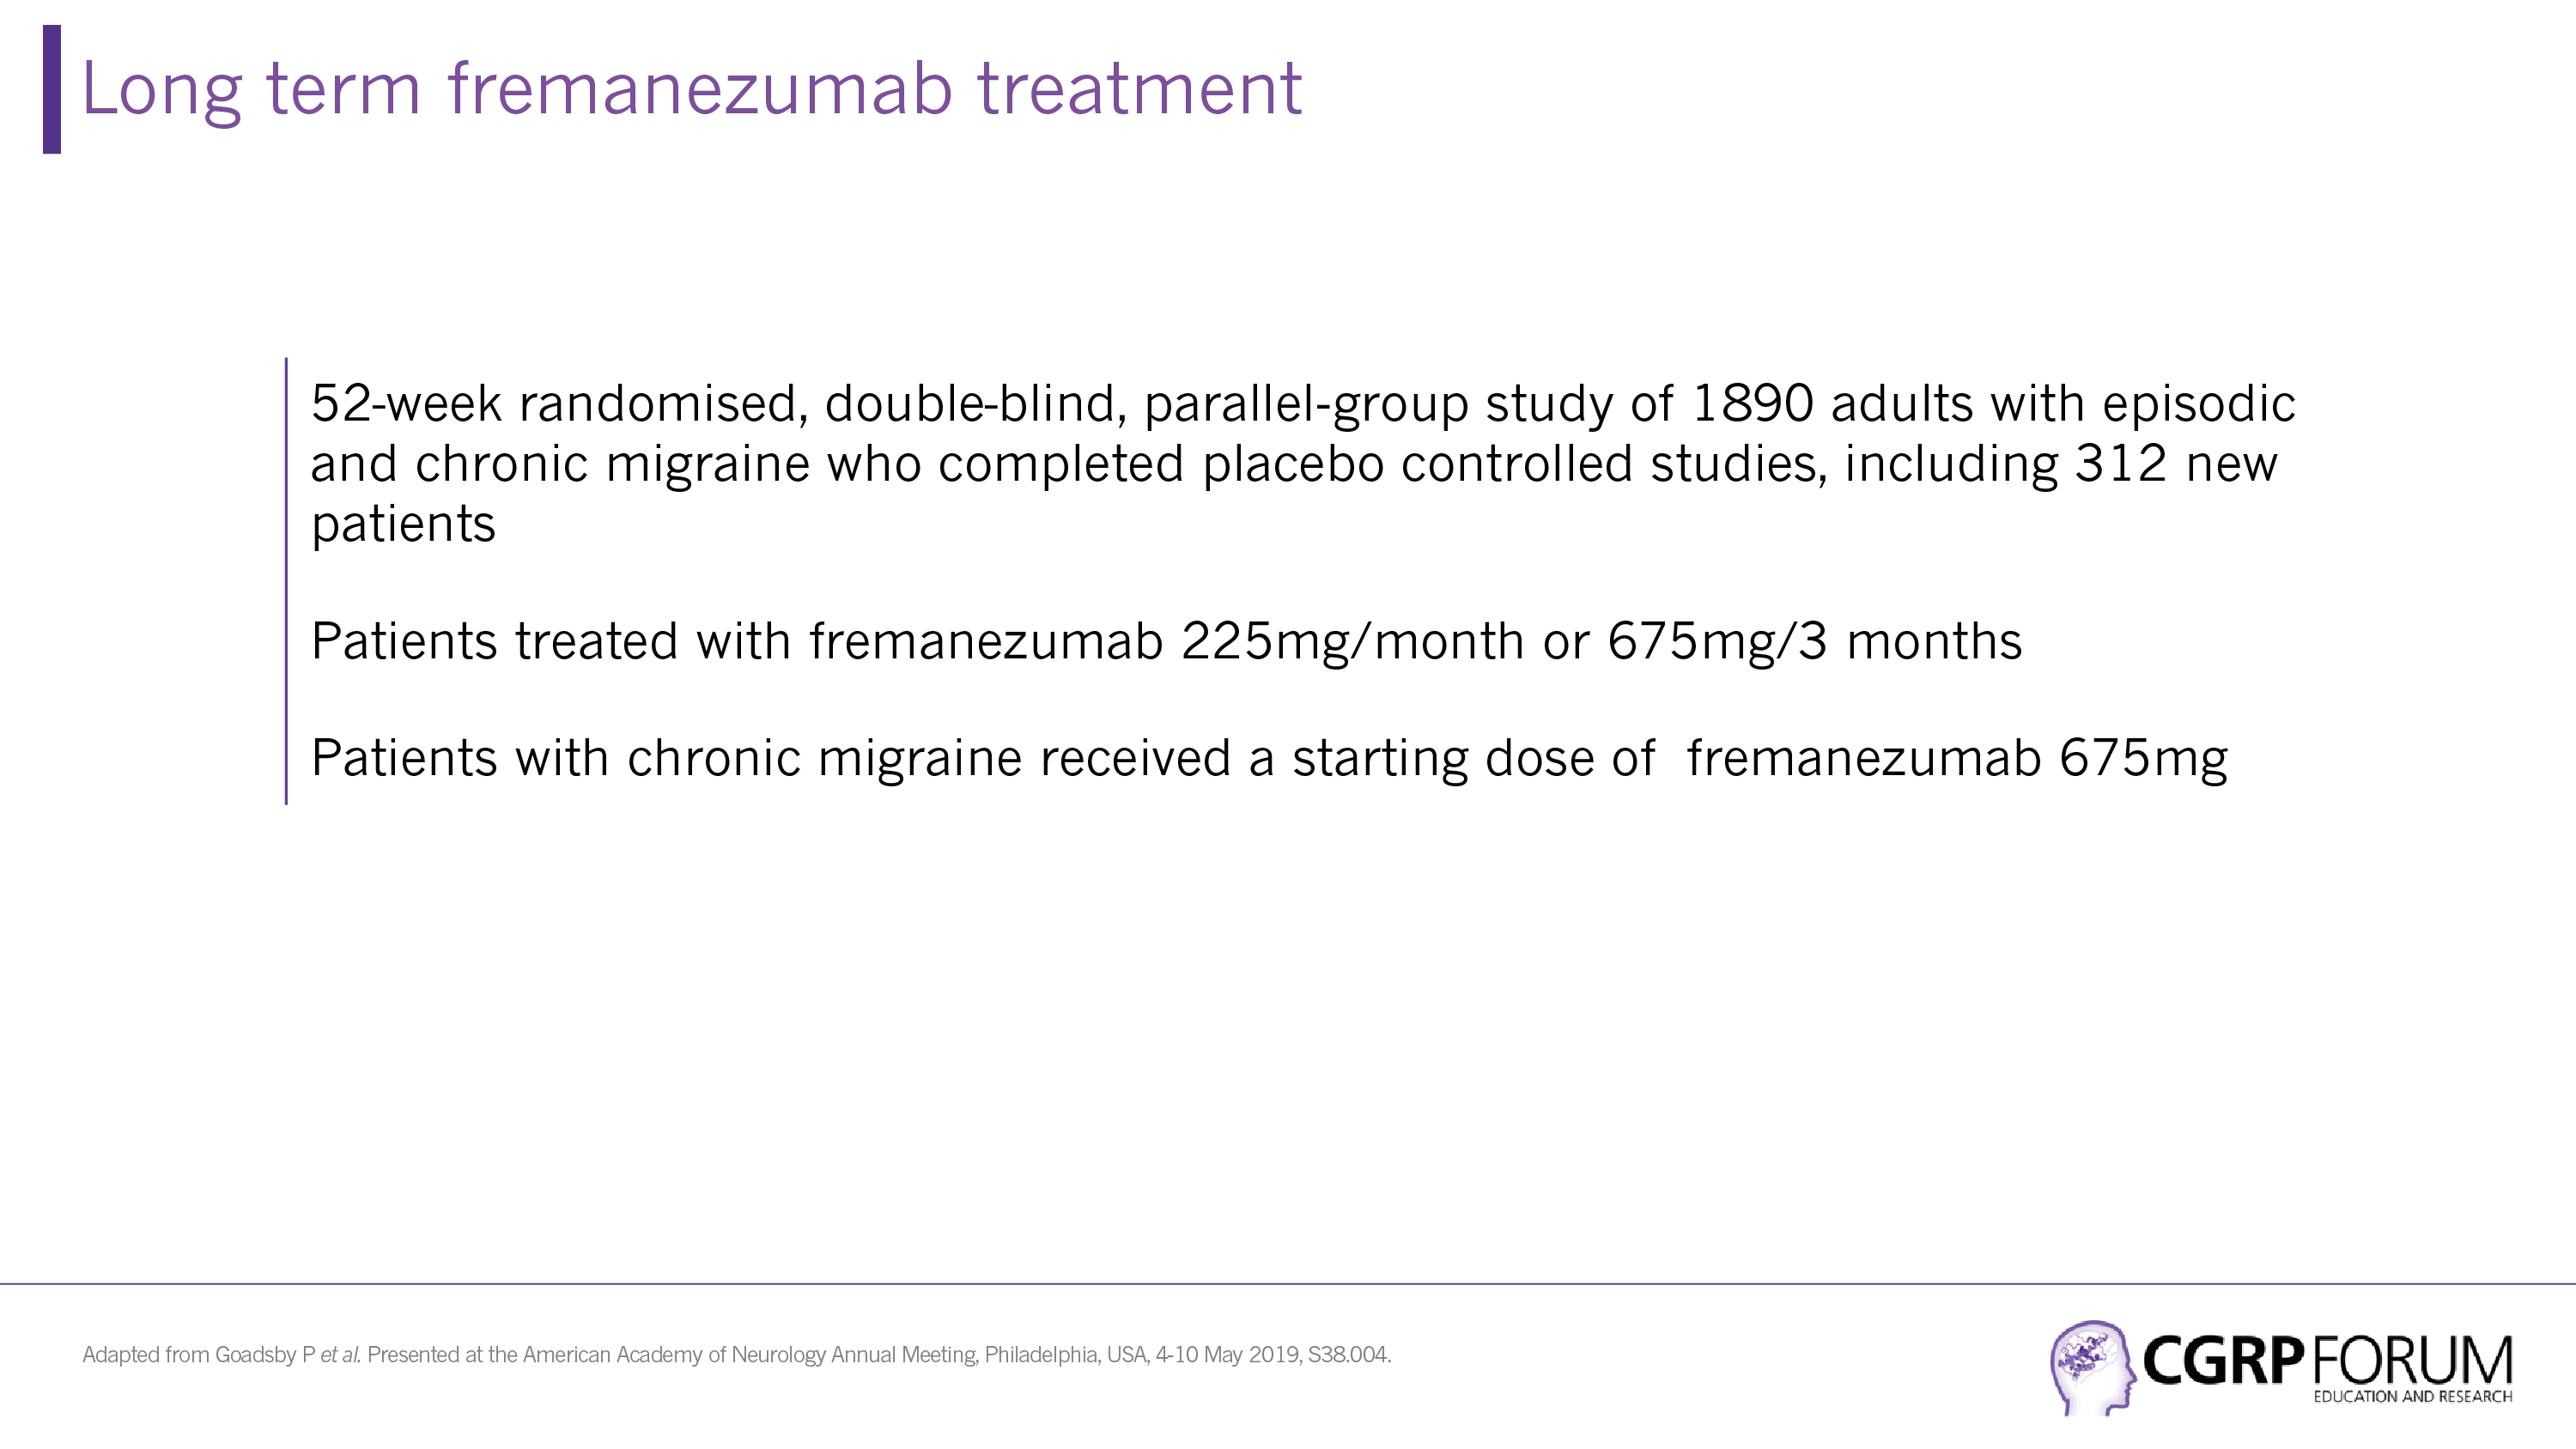 Long term fremanezumab treatment
52-week randomised, double-blind, parallel-group study of 1890 adults with episodic
and chronic migraine who completed placebo controlled studies, including 312 new
patients
Patients treated with fremanezumab 225mg/month or 675mg/3 months
Patients with chronic migraine received a starting dose of  fremanezumab 675mg
Adapted from Goadsby P et al. Presented at the American Academy of Neurology Annual Meeting, Philadelphia, USA, 4-10 May 2019, S38.004.
CGRP FORUM
EDUCATION AND RESEARCH